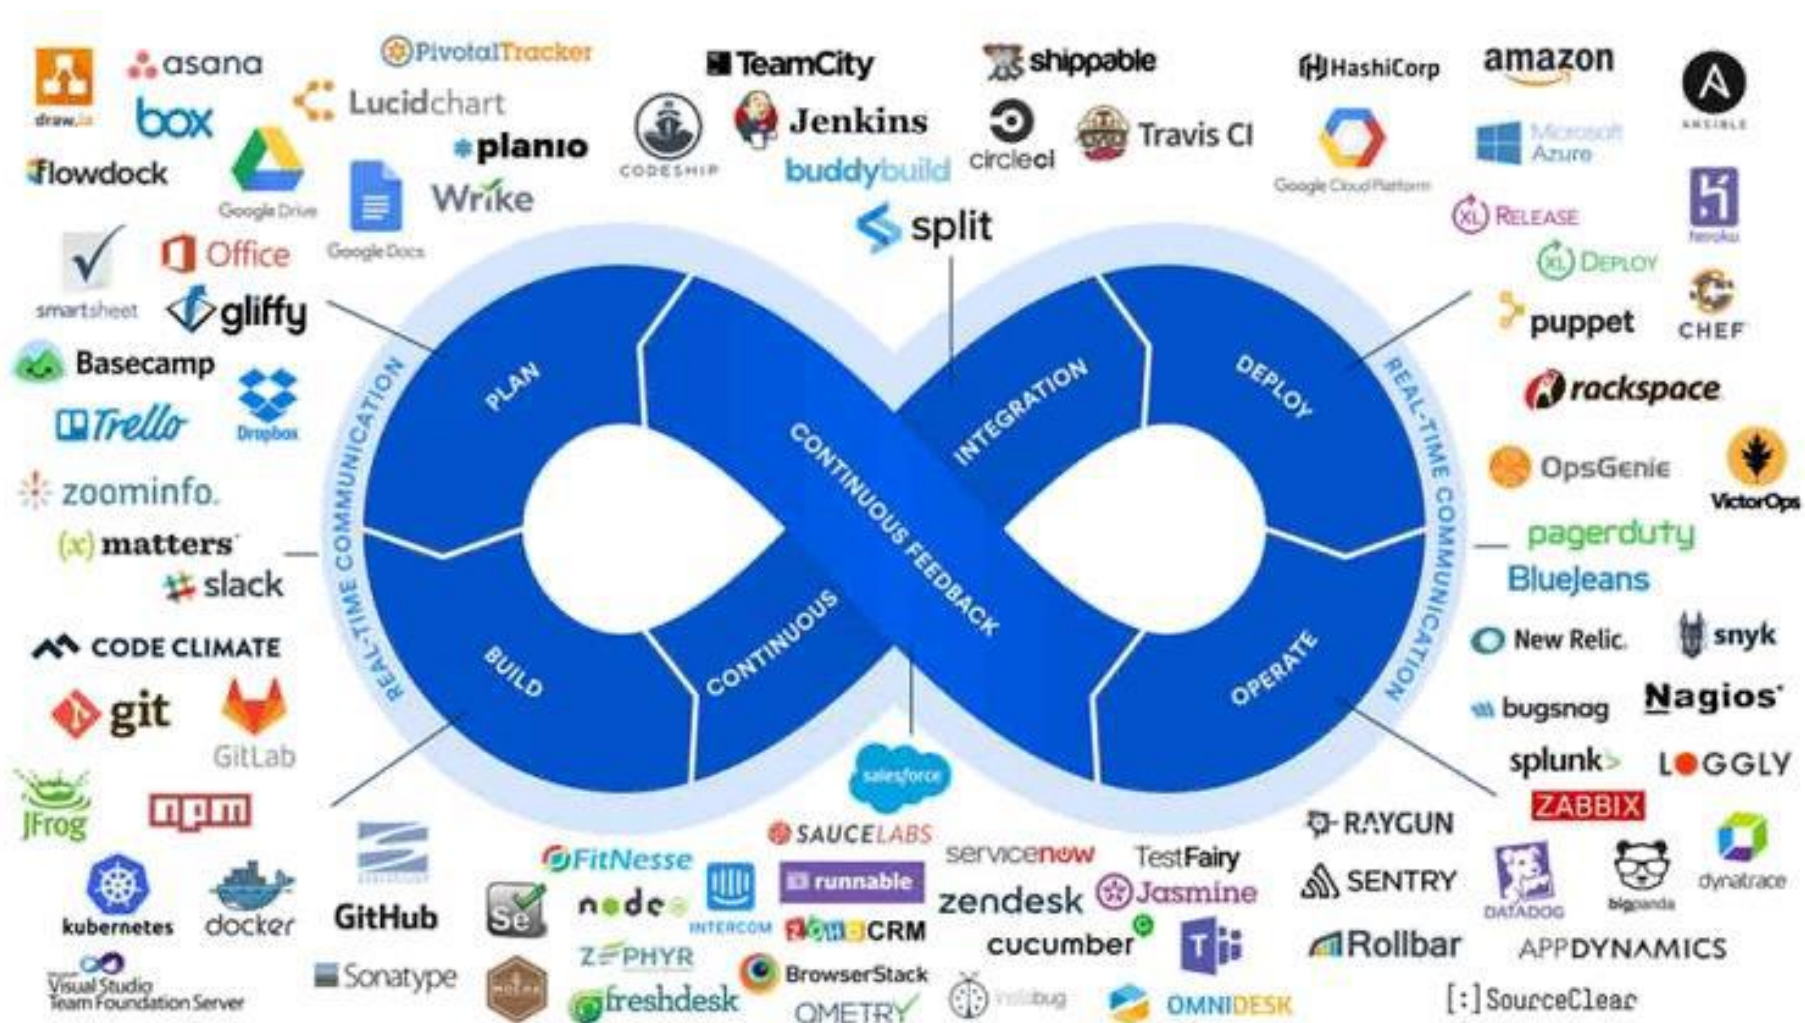 draw.io
asana
PivotalTracker
box
Lucidchart
flowdock
Google Drive
planio
Google Docs
Wrike
smartsheet
Office
gliffy
Basecamp
Trello
Dropbox
TeamCity
shippable
CODESHIP
Jenkins
circleci
Travis CI
buddybuild
split
HashiCorp
amazon
ANSIBLE
Google Cloud Platform
Microsoft
Azure
XL RELEASE
heroku
XL DEPLOY
puppet
CHEF
rackspace
PLAN
CONTINUOUS FEEDBACK
INTEGRATION
DEPLOY
BUILD
CONTINUOUS
OPERATE
REAL-TIME COMMUNICATION
REAL-TIME COMMUNICATION
zoominfo.
(x) matters
slack
OpsGenie
VictorOps
pagerduty
BlueJeans
CODE CLIMATE
git
GitLab
JFrog
npm
kubernetes
docker
GitHub
Visual Studio
Team Foundation Server
Sonatype
salesforce
SAUCELABS
FitNesse
Se
node
INTERCOM
runnable
servicenow
TestFairy
zendesk
Jasmine
ZOHO CRM
cucumber
ZEPHYR
T
BrowserStack
freshdesk
QMETRY
instabug
OMNIDESK
New Relic.
snyk
bugsnag
Nagios
splunk>
LOGGLY
ZABBIX
RAYGUN
SENTRY
DATADOG
bigpanda
dynatrace
Rollbar
APPDYNAMICS
[:]SourceClear